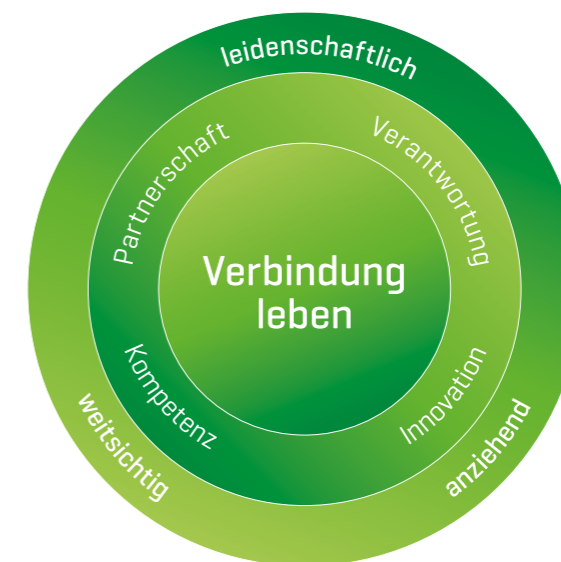 leidenschaftlich
Partnerschaft
Verantwortung
Verbindung
leben
Kompetenz
Innovation
weitsichtig
anziehend